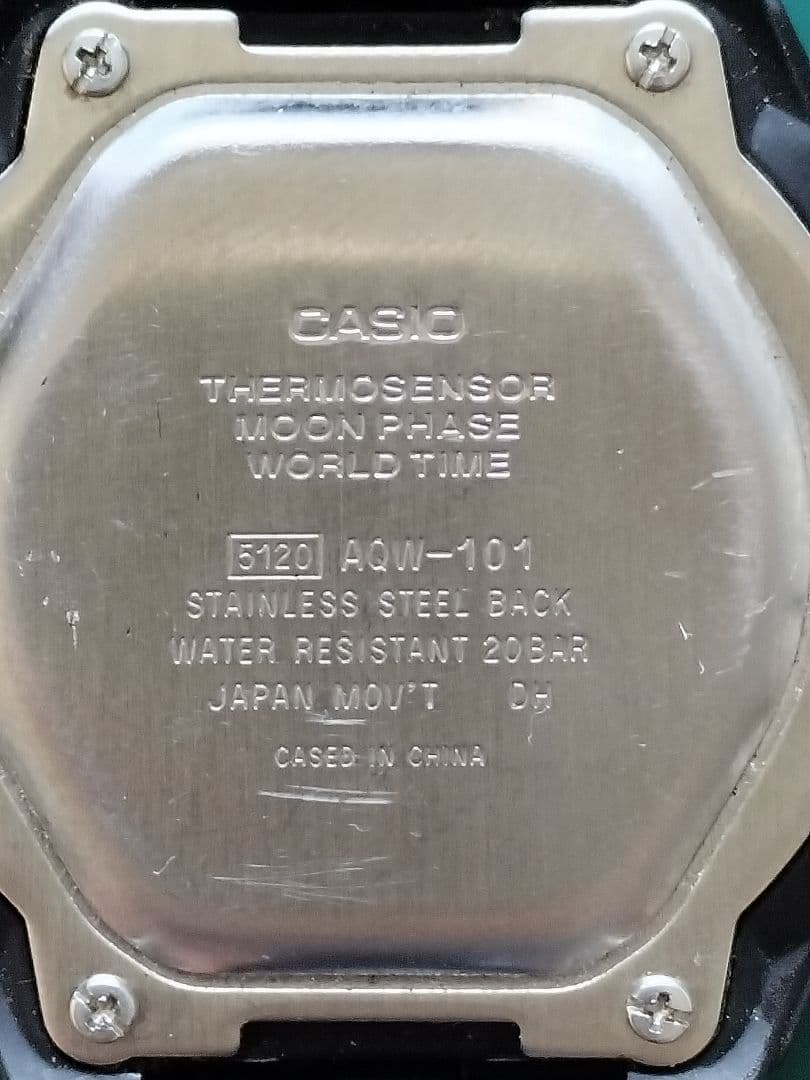 CASIO
THERMOSENSOR
MOON PHASE
WORLD TIME
5120 AQW-101
STAINLESS STEEL BACK
WATER RESISTANT 20BAR
JAPAN MOV'T DH
CASED IN CHINA